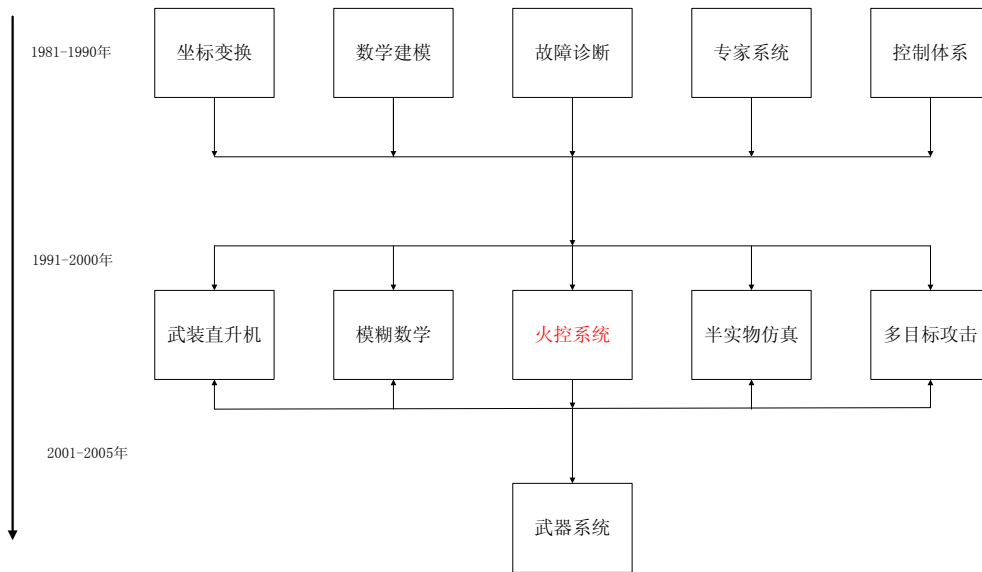 1981-1990年
坐标变换
数学建模
故障诊断
专家系统
控制体系
1991-2000年
武装直升机
模糊数学
火控系统
半实物仿真
多目标攻击
2001-2005年
武器系统